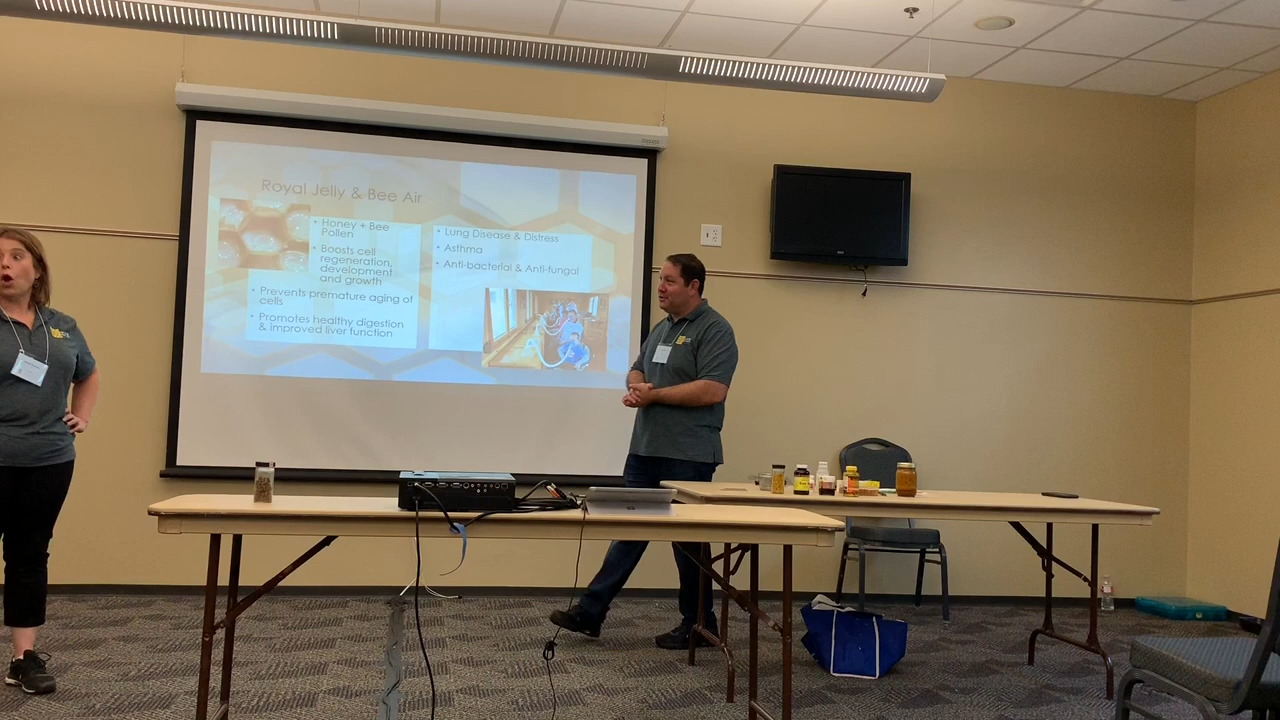 Royal Jelly & Bee Air
• Honey + Bee
Pollen
• Boosts cell
regeneration,
development
and growth
• Prevents premature aging of
cells
• Promotes healthy digestion
& improved liver function
• Lung Disease & Distress
• Asthma
• Anti-bacterial & Anti-fungal